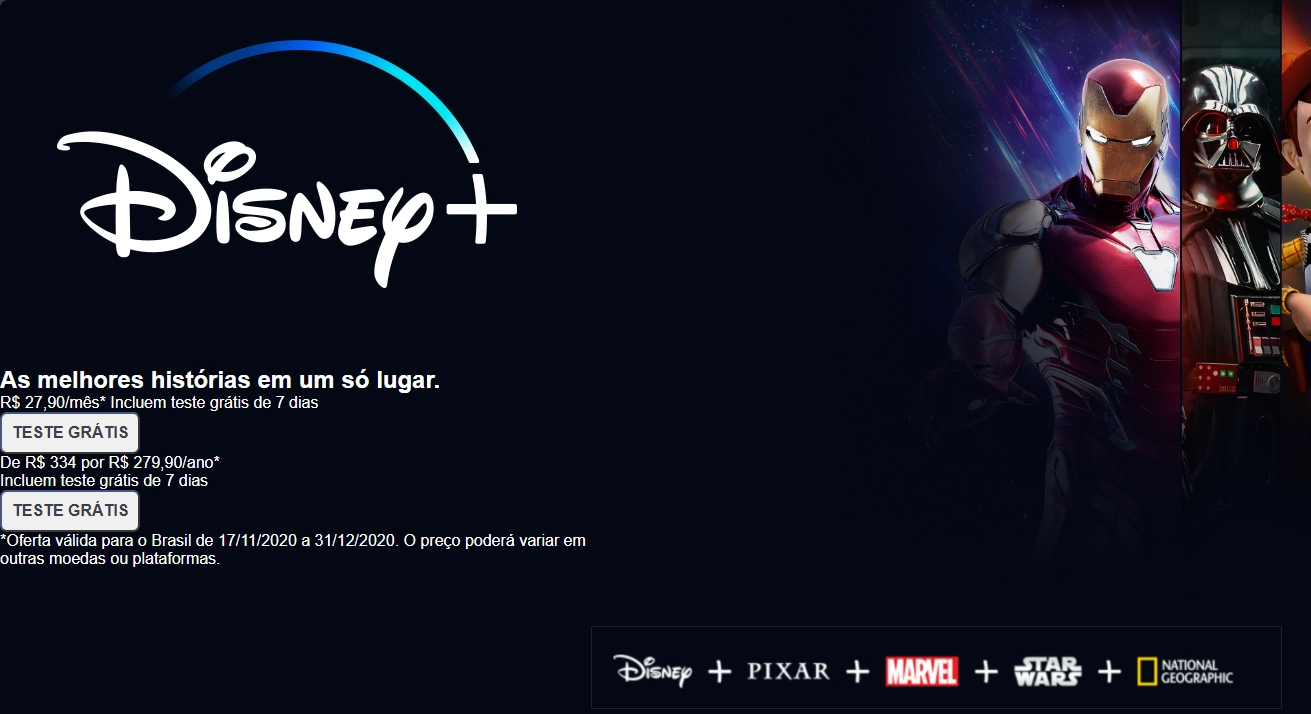 Disney+
As melhores histórias em um só lugar.
R$ 27,90/mês* Incluem teste grátis de 7 dias
TESTE GRÁTIS
De R$ 334 por R$ 279,90/ano*
Incluem teste grátis de 7 dias
TESTE GRÁTIS
*Oferta válida para o Brasil de 17/11/2020 a 31/12/2020. O preço poderá variar em
outras moedas ou plataformas.
Disney + PIXAR + MARVEL + STAR WARS + NATIONAL GEOGRAPHIC